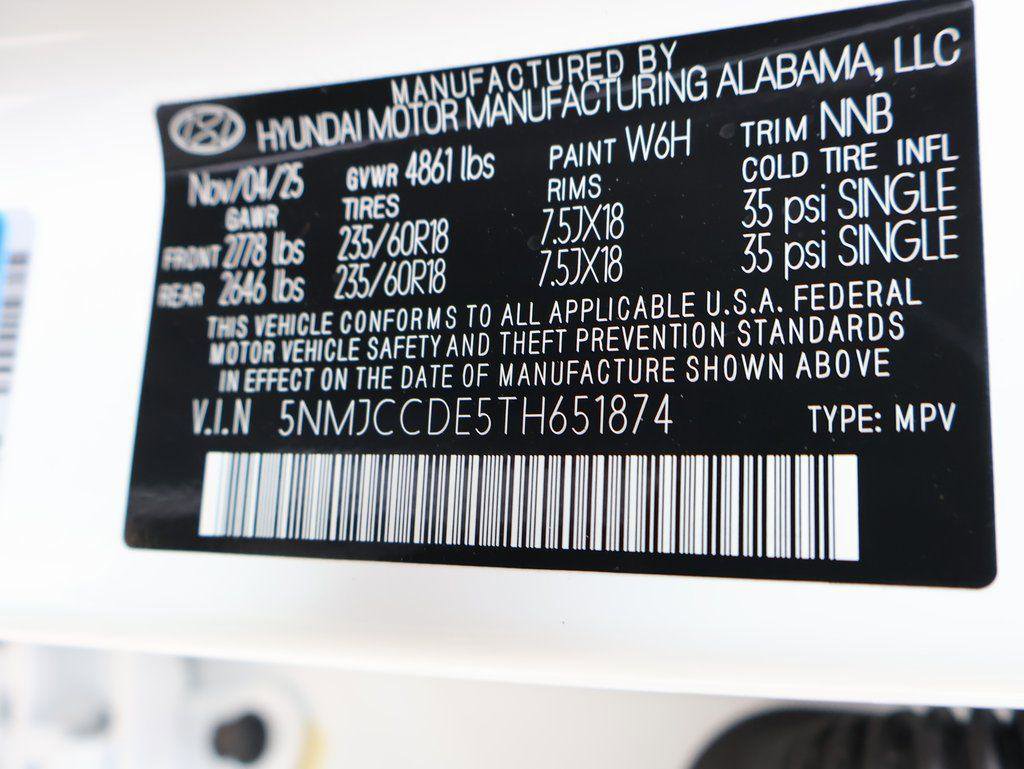 MANUFACTURED BY
HYUNDAI MOTOR MANUFACTURING ALABAMA, LLC
Nov/04/25 GVWR 4861 lbs PAINT W6H TRIM NNB
GAWR TIRES RIMS COLD TIRE INFL
FRONT 2778 lbs 235/60R18 7.5JX18 35 psi SINGLE
REAR 2646 lbs 235/60R18 7.5JX18 35 psi SINGLE
THIS VEHICLE CONFORMS TO ALL APPLICABLE U.S.A. FEDERAL
MOTOR VEHICLE SAFETY AND THEFT PREVENTION STANDARDS
IN EFFECT ON THE DATE OF MANUFACTURE SHOWN ABOVE
V.I.N 5NMJCCDE5TH651874 TYPE: MPV